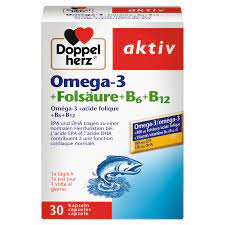 Doppel
herz®
aktiv
Omega-3
+Folsäure+B6+B12
Oméga-3 +acide folique
+B6+B12
EPA und DHA tragen zu einer
normalen Herzfunktion bei
L'acide EPA et l'acide DHA
contribuent à une fonction
cardiaque normale.
1x täglich
1x par jour
1 volta al
giorno
Omega-3/oméga-3
30 Kapseln
capsules
capsule